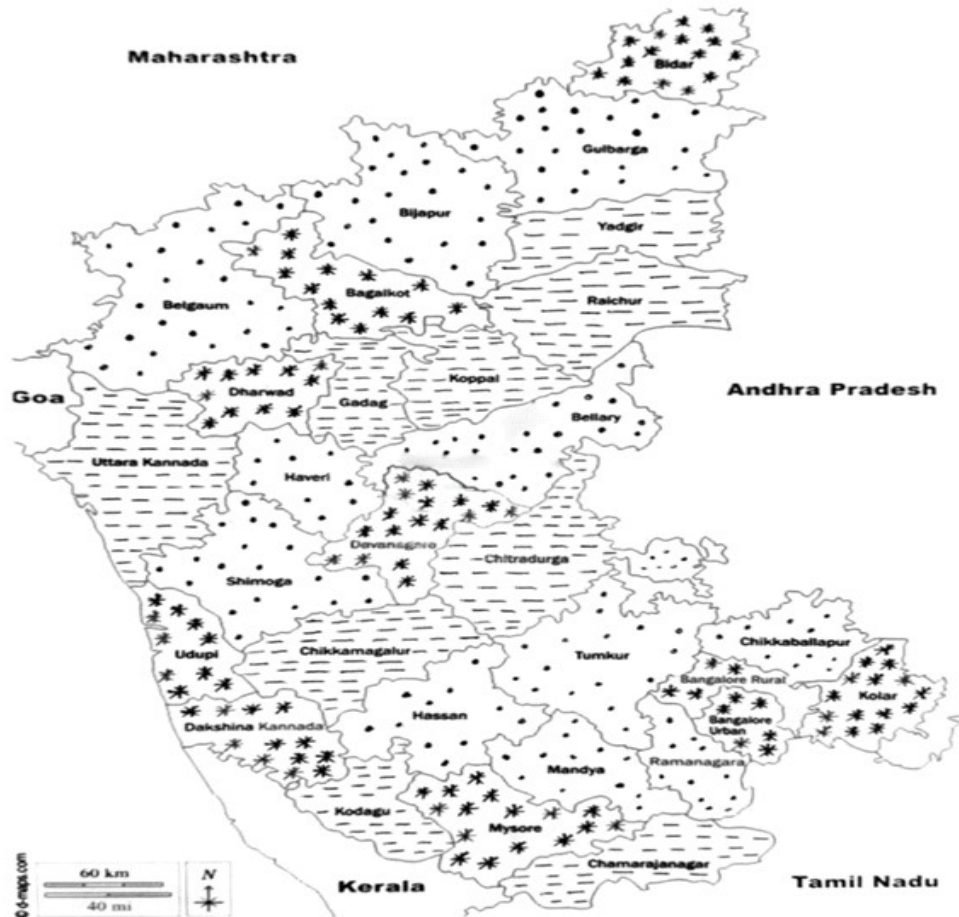 Maharashtra
Bidar
Gulbarga
Bijapur
Yadgir
Belgaum
Bagalkot
Raichur
Goa
Dharwad
Gadag
Koppal
Andhra Pradesh
Bellary
Uttara Kannada
Haveri
Chitradurga
Shimoga
Udupi
Chikkamagalur
Tumkur
Chikkaballapur
Bangalore Rural
Kolar
Dakshina Kannada
Hassan
Bangalore
Urban
Mandya
Ramanagara
Kodagu
Mysore
Chamarajanagar
60 km
40 mi
N
Kerala
Tamil Nadu
© d-maps.com